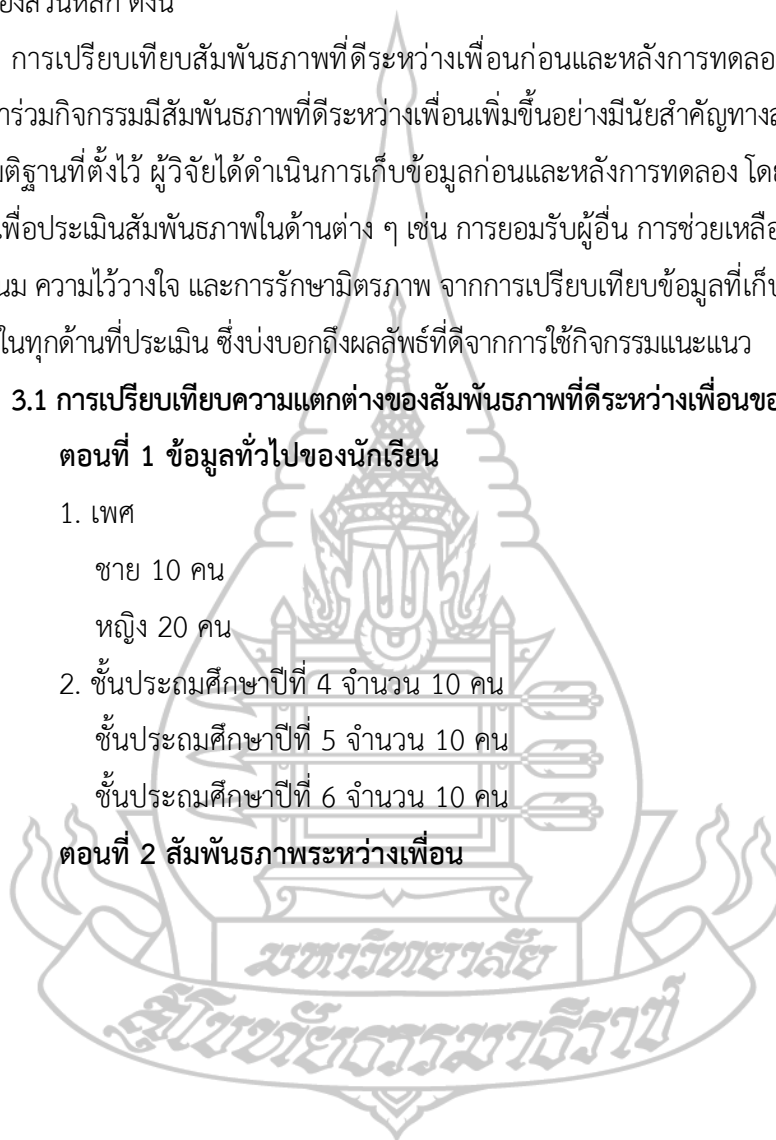 องส่วนหลัก ดังนี้
การเปรียบเทียบสัมพันธภาพที่ดีระหว่างเพื่อนก่อนและหลังการทดลอ
าร่วมกิจกรรมมีสัมพันธภาพที่ดีระหว่างเพื่อนเพิ่มขึ้นอย่างมีนัยสำคัญทางส
มติฐานที่ตั้งไว้ ผู้วิจัยได้ดำเนินการเก็บข้อมูลก่อนและหลังการทดลอง โดย
พื่อประเมินสัมพันธภาพในด้านต่าง ๆ เช่น การยอมรับผู้อื่น การช่วยเหลือ
นม ความไว้วางใจ และการรักษามิตรภาพ จากการเปรียบเทียบข้อมูลที่เก็บ
ในทุกด้านที่ประเมิน ซึ่งบ่งบอกถึงผลลัพธ์ที่ดีจากการใช้กิจกรรมแนะแนว
3.1 การเปรียบเทียบความแตกต่างของสัมพันธภาพที่ดีระหว่างเพื่อนขอ
ตอนที่ 1 ข้อมูลทั่วไปของนักเรียน
1. เพศ
ชาย 10 คน
หญิง 20 คน
2. ชั้นประถมศึกษาปีที่ 4 จำนวน 10 คน
ชั้นประถมศึกษาปีที่ 5 จำนวน 10 คน
ชั้นประถมศึกษาปีที่ 6 จำนวน 10 คน
ตอนที่ 2 สัมพันธภาพระหว่างเพื่อน
มหาวิทยาลัย
สุโขทัยธรรมาธิราช